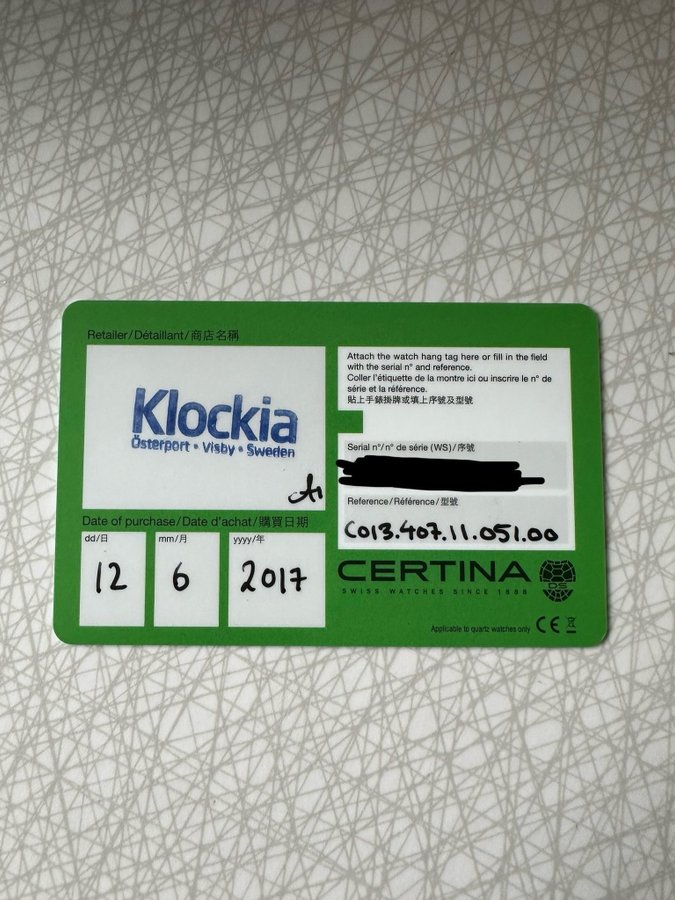 Retailer/Détaillant/商店名稱
Klockia
Österport • Visby • Sweden
Date of purchase/Date d'achat/購買日期
dd/日
mm/月
yyyy/年
12
6
2017
Attach the watch hang tag here or fill in the field
with the serial n° and reference.
Coller l'étiquette de la montre ici ou inscrire le n° de
série et la référence.
貼上手錶掛牌或填上序號及型號
Serial n°/n° de série (WS)/序號
Reference/Référence/型號
C013.407.11.051.00
CERTINA
SWISS WATCHES SINCE 1888
DS
Applicable to quartz watches only
CE